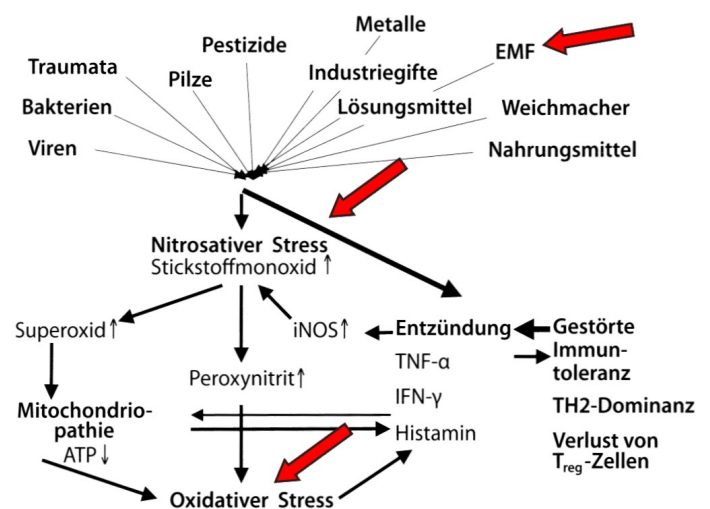 Metalle
Pestizide
EMF
Traumata
Pilze
Industriegifte
Bakterien
Lösungsmittel
Weichmacher
Viren
Nahrungsmittel
Nitrosativer Stress
Stickstoffmonoxid ↑
Superoxid ↑
iNOS ↑
Entzündung
Gestörte
Immun-
toleranz
TNF-α
Peroxynitrit ↑
IFN-γ
TH2-Dominanz
Mitochondrio-
pathie
ATP ↓
Histamin
Verlust von
Treg-Zellen
Oxidativer Stress